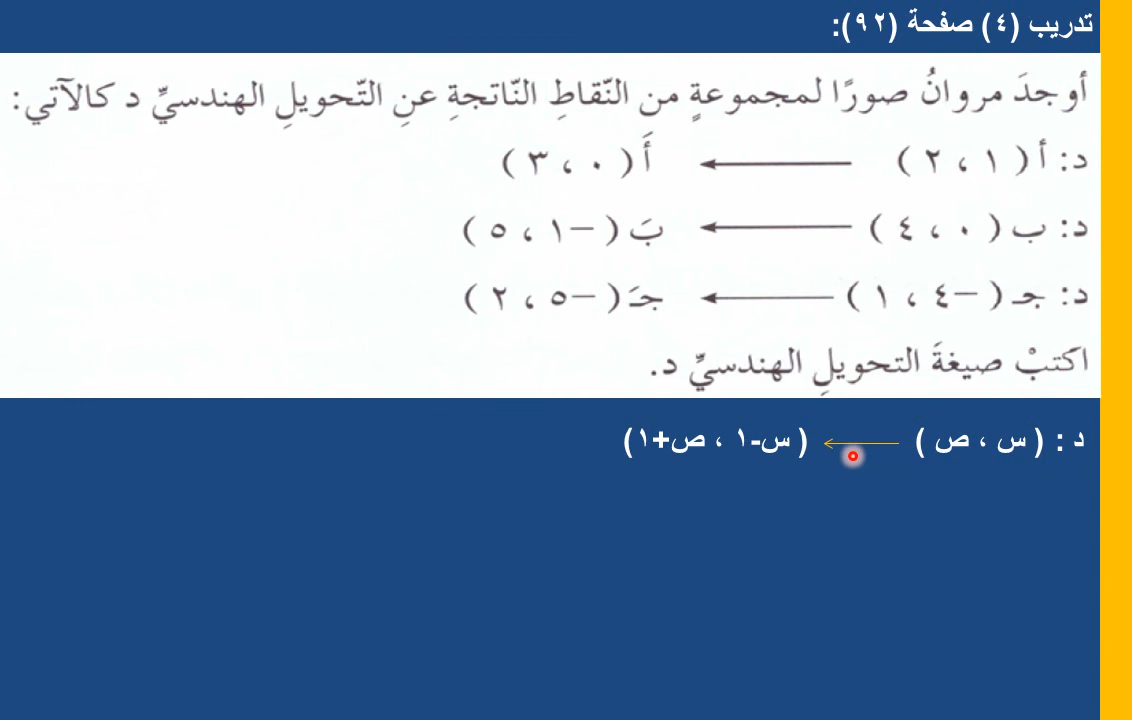 تدريب (٤) صفحة (٩٢):
أوجدَ مروانُ صورًا لمجموعةٍ من النّقاطِ النّاتجةِ عنِ التّحويلِ الهندسيِّ د كالآتي:
د: أ( ١ ، ٢ ) ← أَ( ٠ ، ٣ )
د: ب( ٠ ، ٤ ) ← بَ( –١ ، ٥ )
د: جـ( –٤ ، ١ ) ← جـَ( –٥ ، ٢ )
اكتبْ صيغةَ التحويلِ الهندسيِّ د.
د : ( س ، ص ) ← ( س-١ ، ص+١)